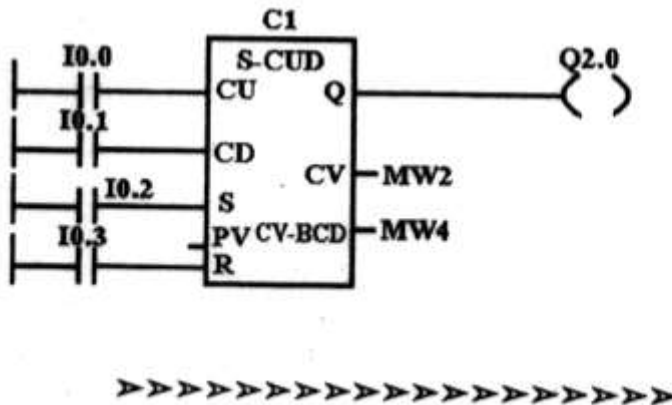 C1
I0.0 S-CUD Q2.0
CU Q
I0.1
CD
CV MW2
I0.2
S
I0.3 PV CV-BCD MW4
R